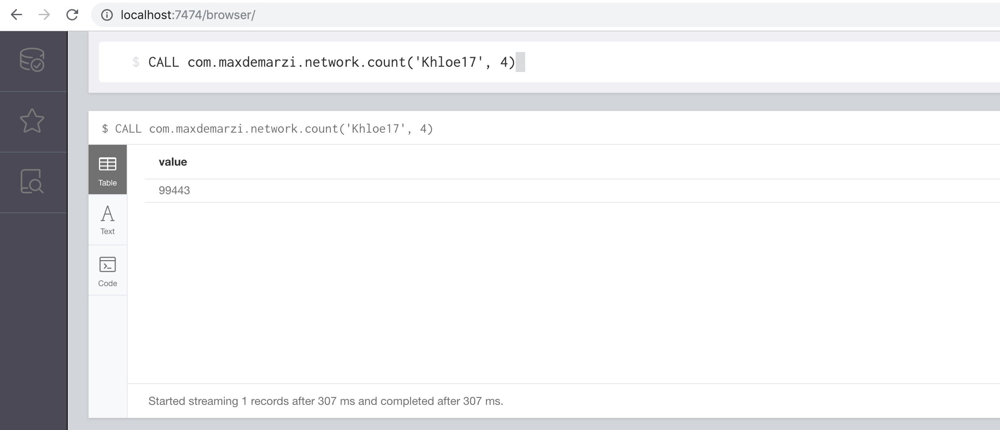 localhost:7474/browser/
$ CALL com.maxdemarzi.network.count('Khloe17', 4)
$ CALL com.maxdemarzi.network.count('Khloe17', 4)
Table
value
99443
Text
Code
Started streaming 1 records after 307 ms and completed after 307 ms.